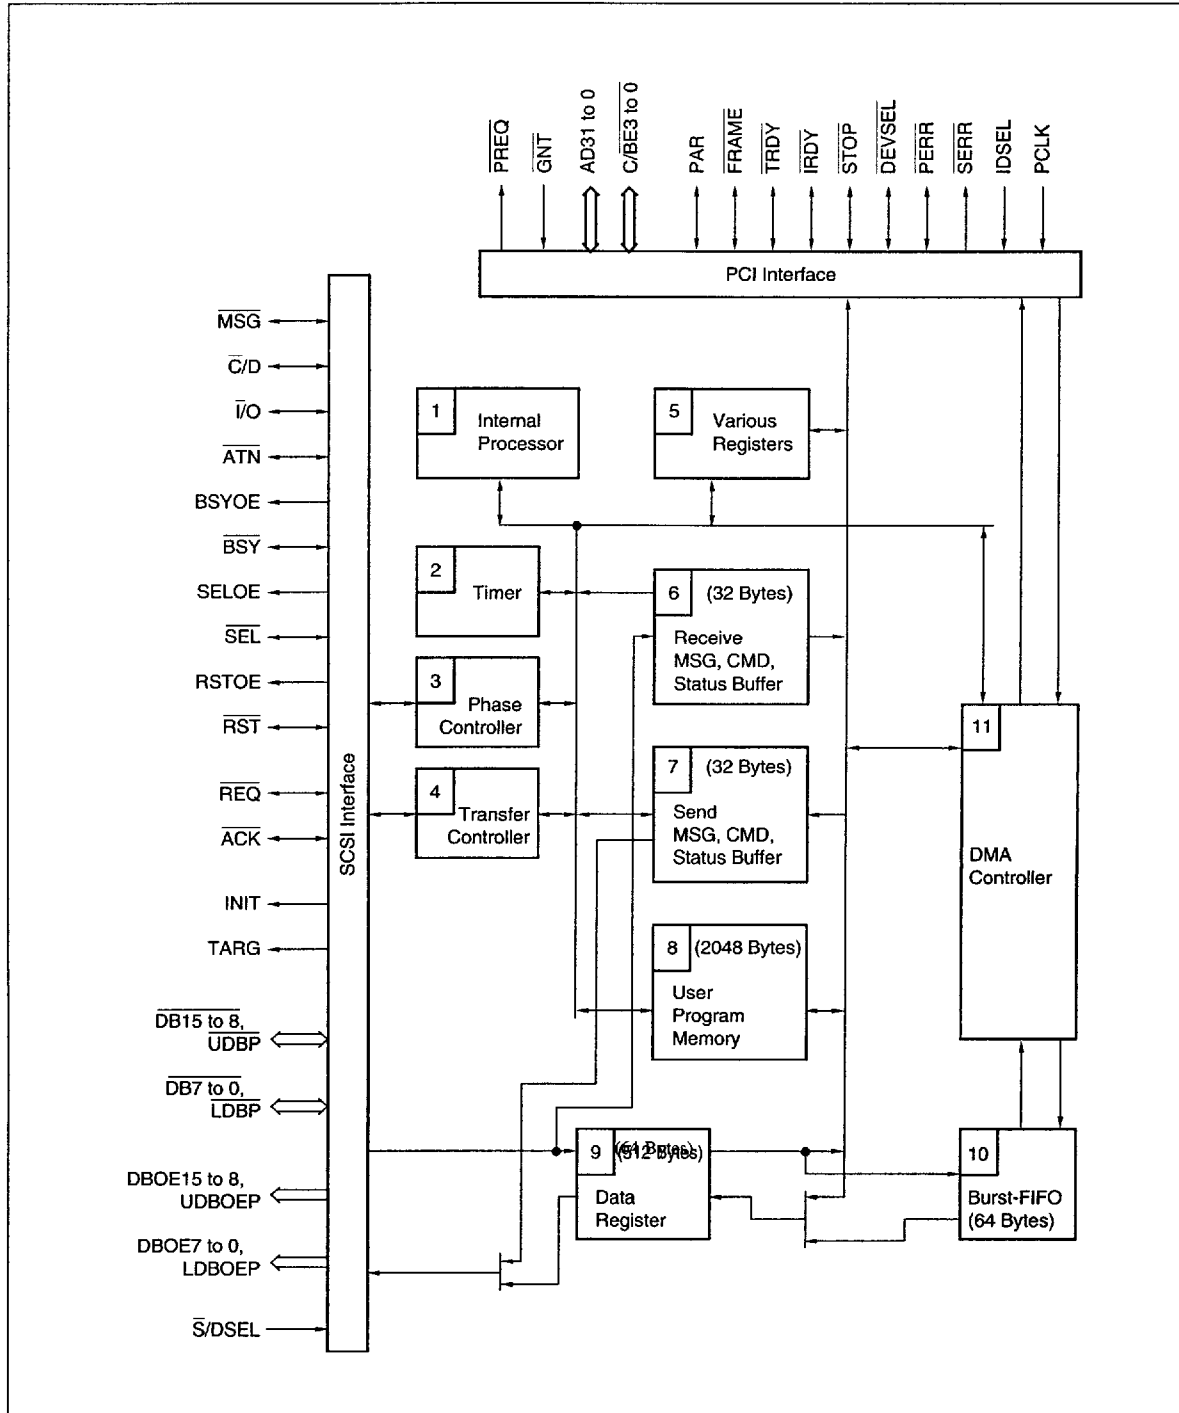 PREQ
GNT
AD31 to 0
C/BE3 to 0
PAR
FRAME
TRDY
IRDY
STOP
DEVSEL
PERR
SERR
IDSEL
PCLK
PCI Interface
MSG
C/D
I/O
ATN
BSYOE
BSY
SELOE
SEL
RSTOE
RST
REQ
ACK
INIT
TARG
DB15 to 8,
UDBP
DB7 to 0,
LDBP
DBOE15 to 8,
UDBOEP
DBOE7 to 0,
LDBOEP
S/DSEL
SCSI Interface
1
Internal
Processor
2
Timer
3
Phase
Controller
4
Transfer
Controller
5
Various
Registers
6 (32 Bytes)
Receive
MSG, CMD,
Status Buffer
7 (32 Bytes)
Send
MSG, CMD,
Status Buffer
8 (2048 Bytes)
User
Program
Memory
9
Data
Register
10
Burst-FIFO
(64 Bytes)
11
DMA
Controller